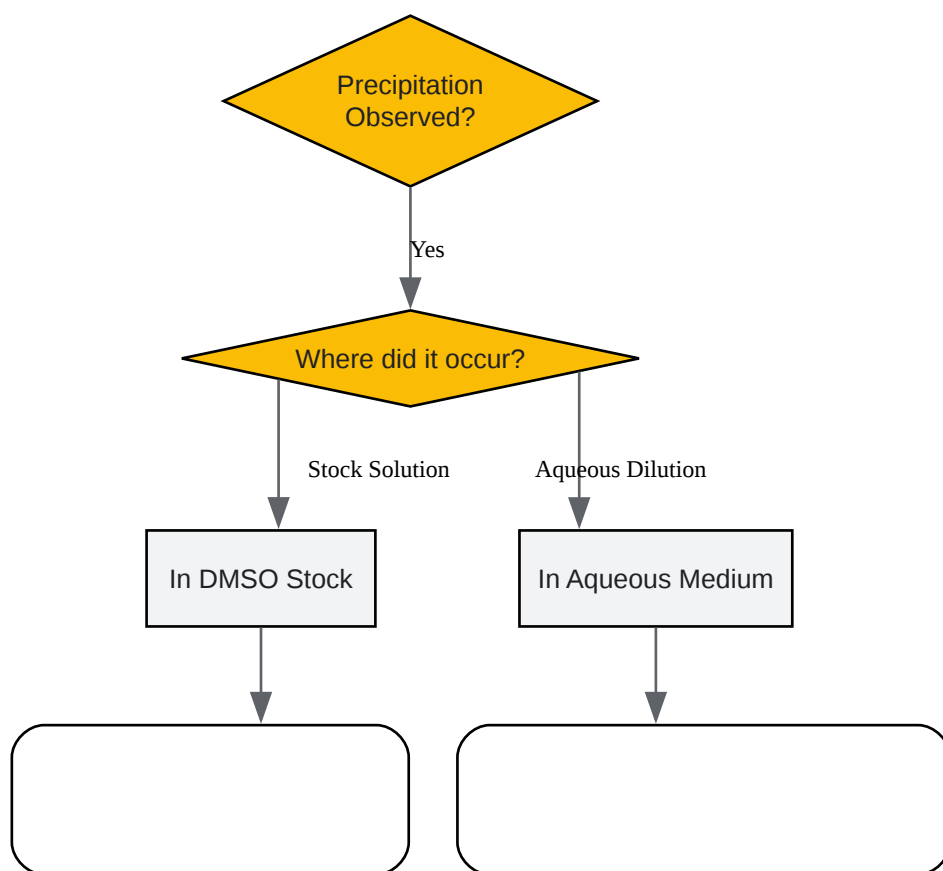 Precipitation
Observed?
Yes
Where did it occur?
Stock Solution
Aqueous Dilution
In DMSO Stock
In Aqueous Medium